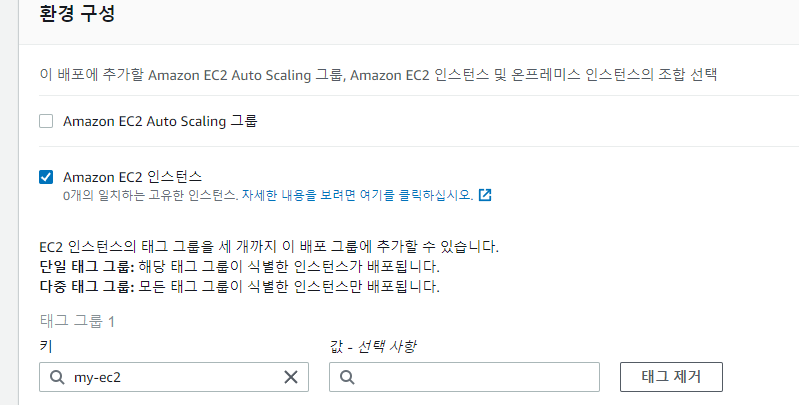 환경 구성
이 배포에 추가할 Amazon EC2 Auto Scaling 그룹, Amazon EC2 인스턴스 및 온프레미스 인스턴스의 조합 선택
Amazon EC2 Auto Scaling 그룹
Amazon EC2 인스턴스
0개의 일치하는 고유한 인스턴스. 자세한 내용을 보려면 여기를 클릭하십시오.
EC2 인스턴스의 태그 그룹을 세 개까지 이 배포 그룹에 추가할 수 있습니다.
단일 태그 그룹: 해당 태그 그룹이 식별한 인스턴스가 배포됩니다.
다중 태그 그룹: 모든 태그 그룹이 식별한 인스턴스만 배포됩니다.
태그 그룹 1
키 값 - 선택 사항
my-ec2 태그 제거